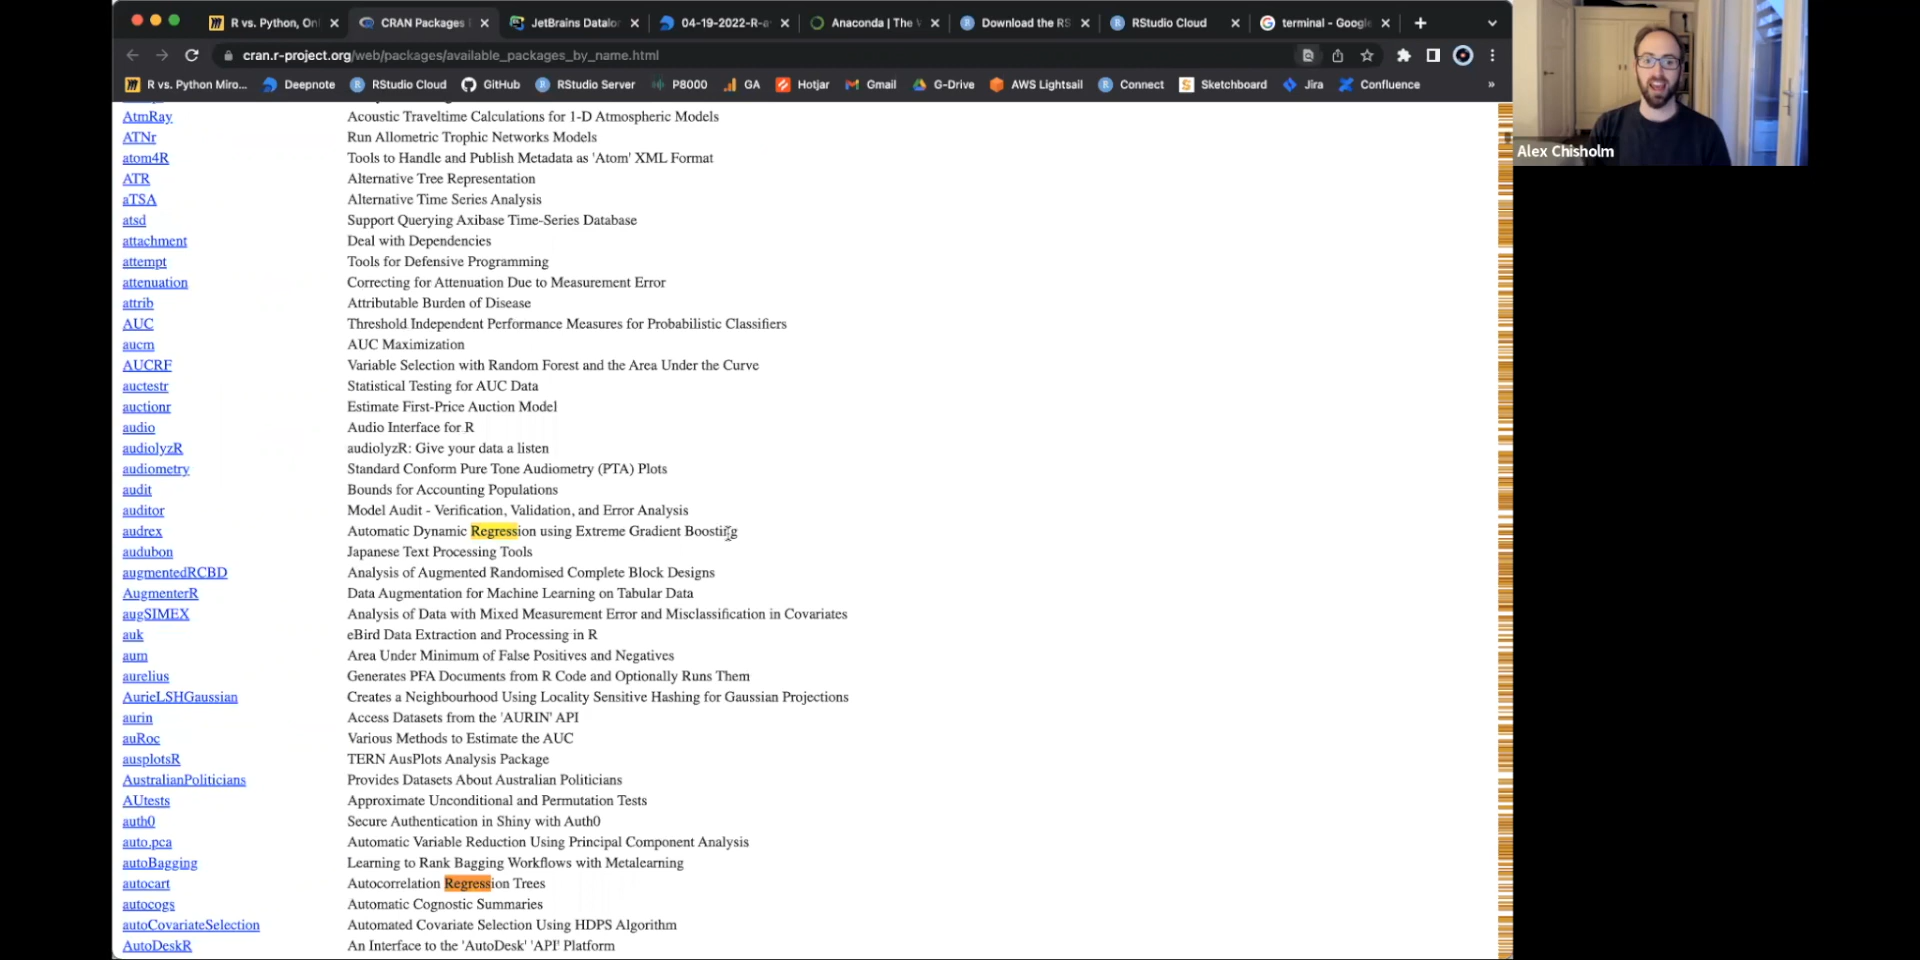 R vs. Python, Onl
CRAN Packages
JetBrains Datalo
04-19-2022-R-a
Anaconda | The
Download the RS
RStudio Cloud
terminal - Google
cran.r-project.org/web/packages/available_packages_by_name.html
R vs. Python Miro...
Deepnote
RStudio Cloud
GitHub
RStudio Server
P8000
GA
Hotjar
Gmail
G-Drive
AWS Lightsail
Connect
Sketchboard
Jira
Confluence
»
Alex Chisholm
AtmRay Acoustic Traveltime Calculations for 1-D Atmospheric Models
ATNr Run Allometric Trophic Networks Models
atom4R Tools to Handle and Publish Metadata as 'Atom' XML Format
ATR Alternative Tree Representation
aTSA Alternative Time Series Analysis
atsd Support Querying Axibase Time-Series Database
attachment Deal with Dependencies
attempt Tools for Defensive Programming
attenuation Correcting for Attenuation Due to Measurement Error
attrib Attributable Burden of Disease
AUC Threshold Independent Performance Measures for Probabilistic Classifiers
aucm AUC Maximization
AUCRF Variable Selection with Random Forest and the Area Under the Curve
auctestr Statistical Testing for AUC Data
auctionr Estimate First-Price Auction Model
audio Audio Interface for R
audiolyzR audiolyzR: Give your data a listen
audiometry Standard Conform Pure Tone Audiometry (PTA) Plots
audit Bounds for Accounting Populations
auditor Model Audit - Verification, Validation, and Error Analysis
audrex Automatic Dynamic Regression using Extreme Gradient Boosting
audubon Japanese Text Processing Tools
augmentedRCBD Analysis of Augmented Randomised Complete Block Designs
AugmenterR Data Augmentation for Machine Learning on Tabular Data
augSIMEX Analysis of Data with Mixed Measurement Error and Misclassification in Covariates
auk eBird Data Extraction and Processing in R
aum Area Under Minimum of False Positives and Negatives
aurelius Generates PFA Documents from R Code and Optionally Runs Them
AurieLSHGaussian Creates a Neighbourhood Using Locality Sensitive Hashing for Gaussian Projections
aurin Access Datasets from the 'AURIN' API
auRoc Various Methods to Estimate the AUC
ausplotsR TERN AusPlots Analysis Package
AustralianPoliticians Provides Datasets About Australian Politicians
AUtests Approximate Unconditional and Permutation Tests
auth0 Secure Authentication in Shiny with Auth0
auto.pca Automatic Variable Reduction Using Principal Component Analysis
autoBagging Learning to Rank Bagging Workflows with Metalearning
autocart Autocorrelation Regression Trees
autocogs Automatic Cognostic Summaries
autoCovariateSelection Automated Covariate Selection Using HDPS Algorithm
AutoDeskR An Interface to the 'AutoDesk' 'API' Platform